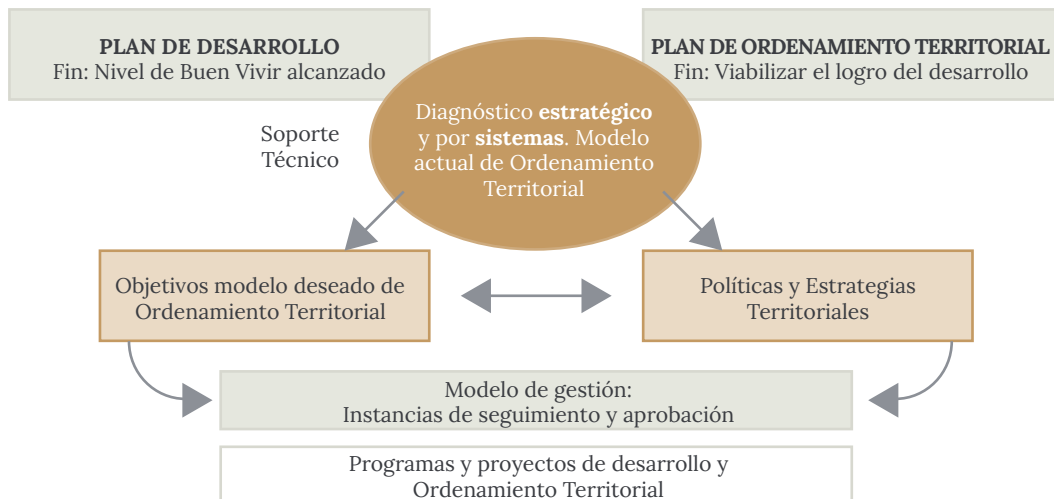 PLAN DE DESARROLLO
Fin: Nivel de Buen Vivir alcanzado
PLAN DE ORDENAMIENTO TERRITORIAL
Fin: Viabilizar el logro del desarrollo
Diagnóstico estratégico
y por sistemas. Modelo
actual de Ordenamiento
Territorial
Soporte
Técnico
Objetivos modelo deseado de
Ordenamiento Territorial
Políticas y Estrategias
Territoriales
Modelo de gestión:
Instancias de seguimiento y aprobación
Programas y proyectos de desarrollo y
Ordenamiento Territorial